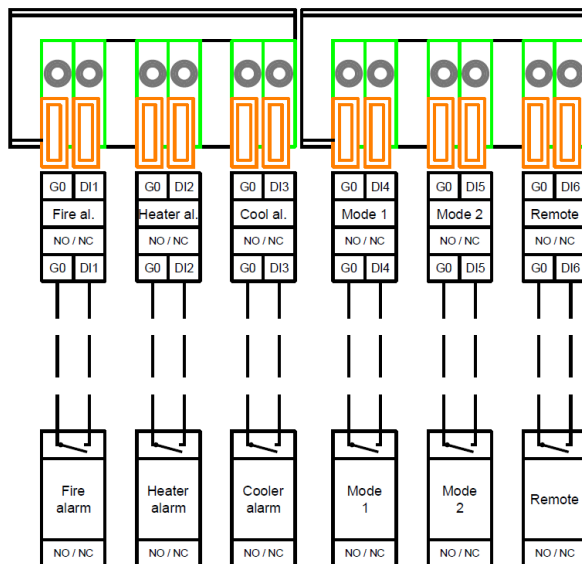 G0 DI1 G0 DI2 G0 DI3 G0 DI4 G0 DI5 G0 DI6
Fire al. Heater al. Cool al. Mode 1 Mode 2 Remote
NO / NC NO / NC NO / NC NO / NC NO / NC NO / NC
G0 DI1 G0 DI2 G0 DI3 G0 DI4 G0 DI5 G0 DI6
Fire Heater Cooler Mode Mode Remote
alarm alarm alarm 1 2
NO / NC NO / NC NO / NC NO / NC NO / NC NO / NC